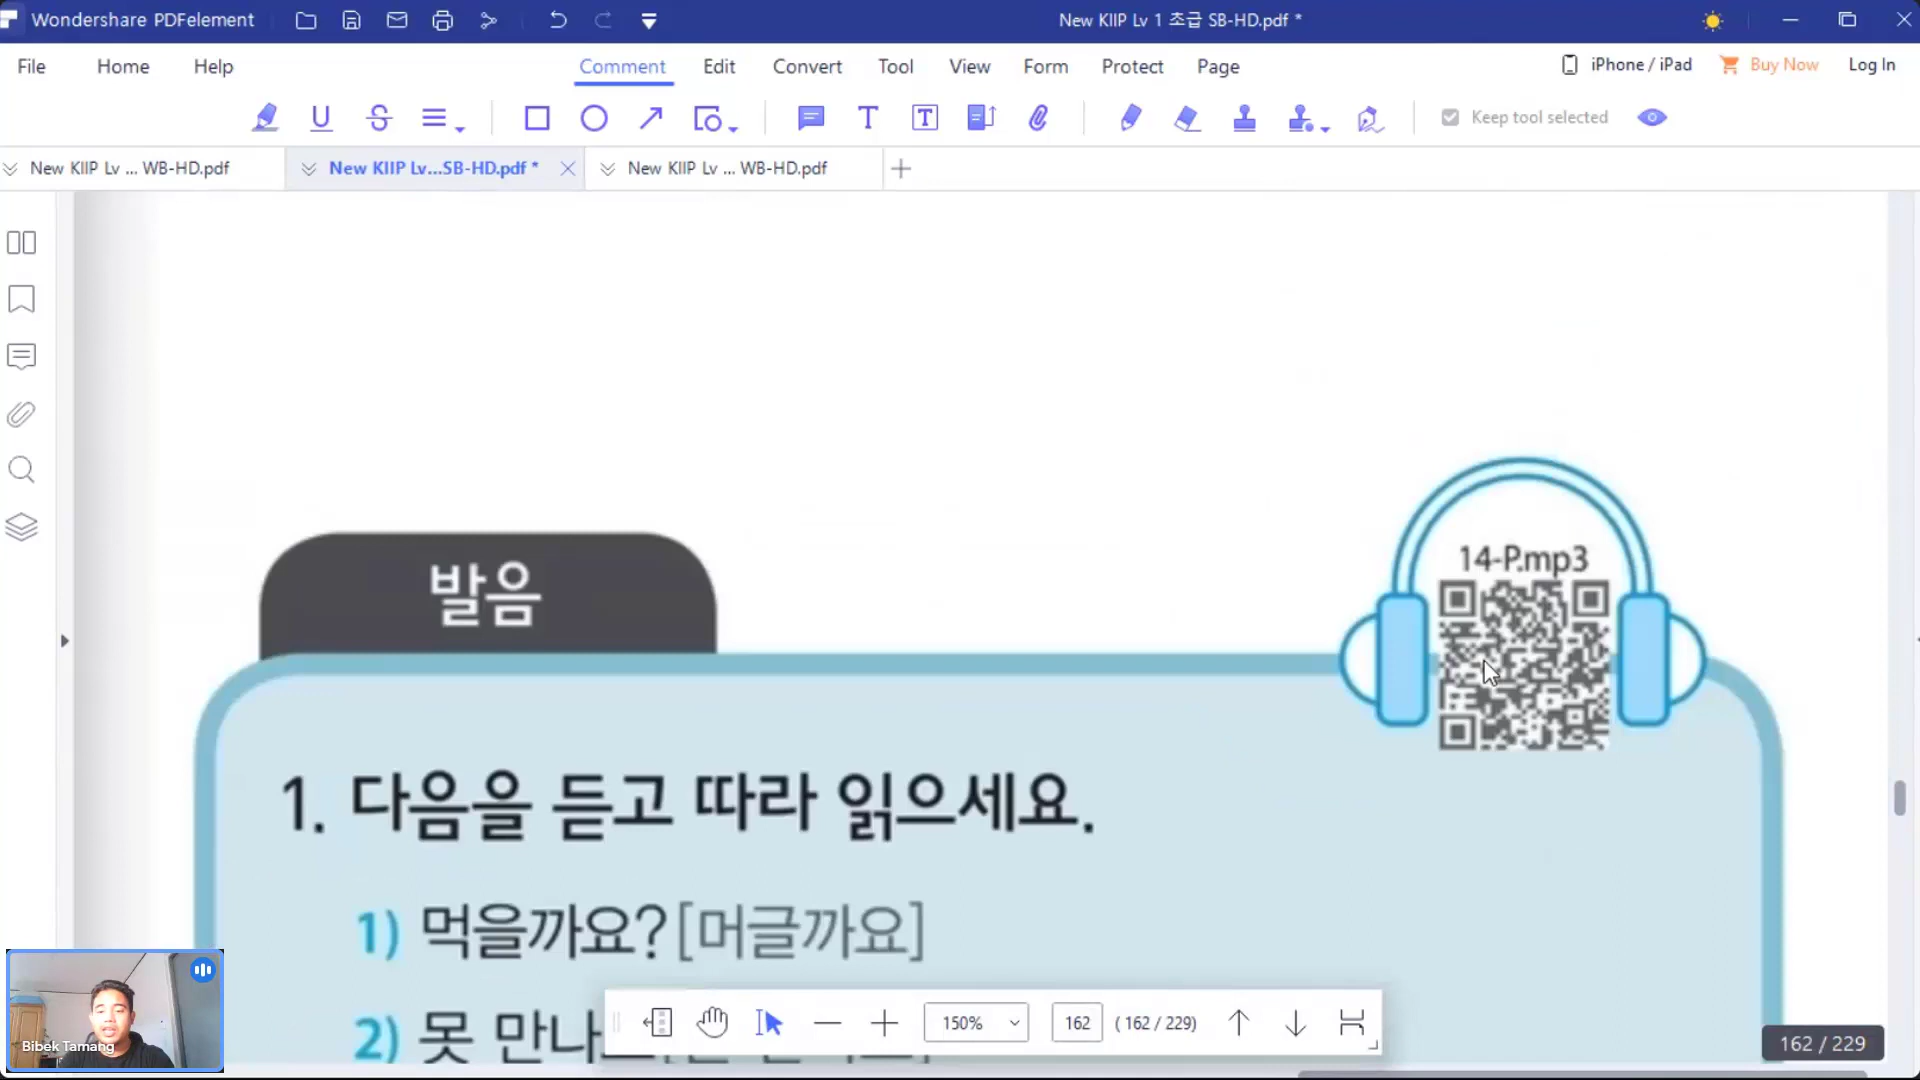 Wondershare PDFelement
New KIIP Lv 1 초급 SB-HD.pdf *
File Home Help Comment Edit Convert Tool View Form Protect Page iPhone / iPad Buy Now Log In
Keep tool selected
New KIIP Lv ... WB-HD.pdf
New KIIP Lv...SB-HD.pdf *
New KIIP Lv ... WB-HD.pdf
발음
14-P.mp3
1. 다음을 듣고 따라 읽으세요.
1) 먹을까요? [머글까요]
2) 못 만나
150% 162 ( 162 / 229)
162 / 229
Bibek Tamang